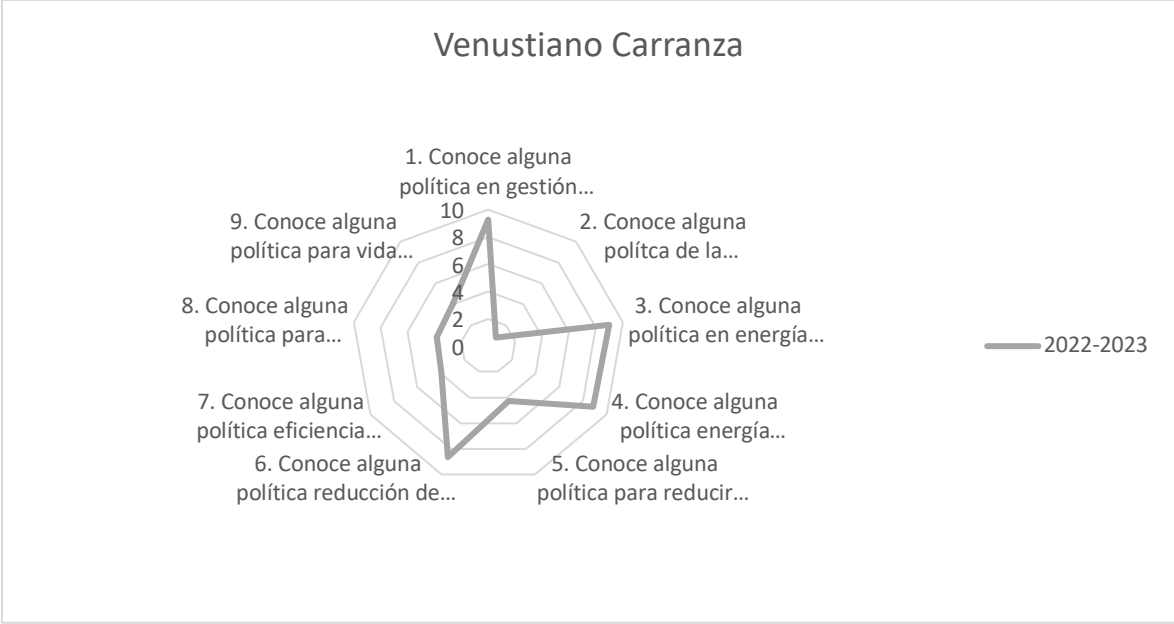 Venustiano Carranza
1. Conoce alguna
política en gestión...
2. Conoce alguna
polítca de la...
3. Conoce alguna
política en energía...
4. Conoce alguna
política energía...
5. Conoce alguna
política para reducir...
6. Conoce alguna
política reducción de...
7. Conoce alguna
política eficiencia...
8. Conoce alguna
política para...
9. Conoce alguna
política para vida...
10
8
6
4
2
0
2022-2023